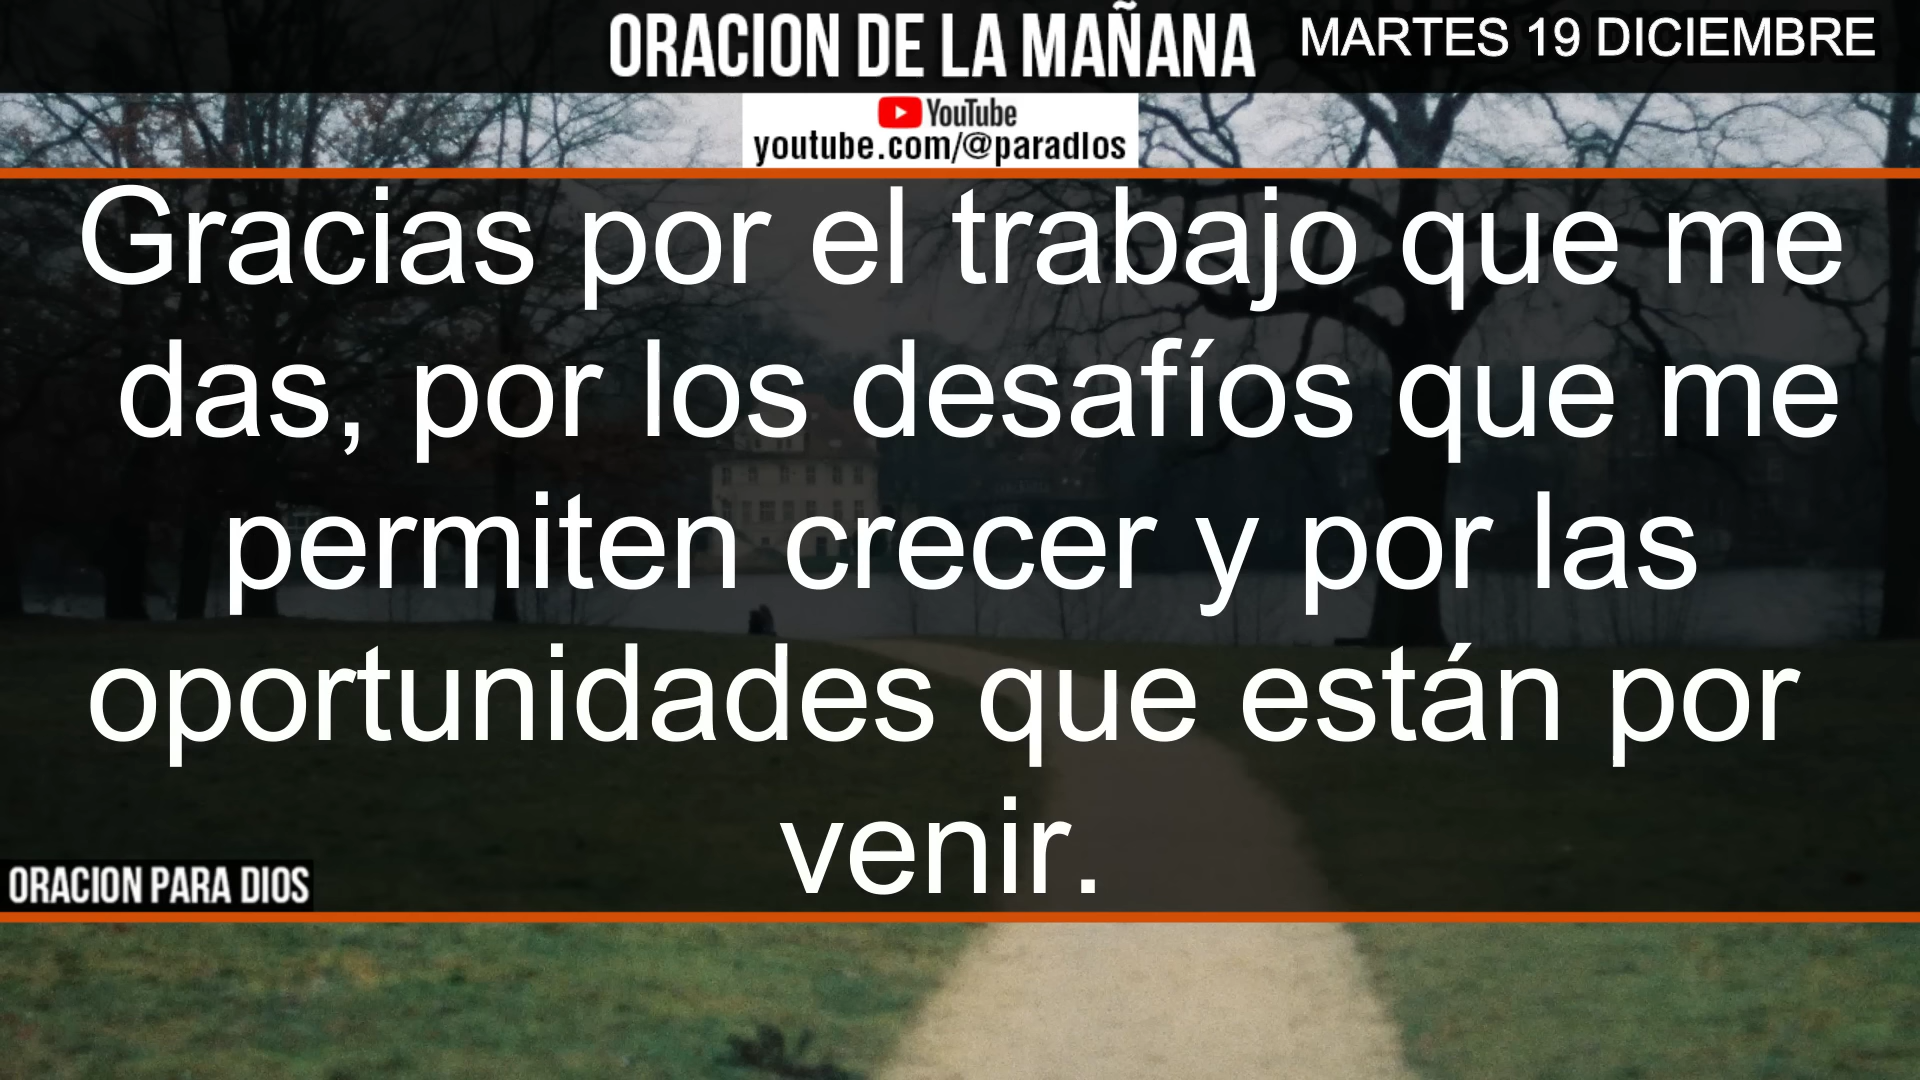 ORACION DE LA MAÑANA
MARTES 19 DICIEMBRE
YouTube
youtube.com/@paradIos
Gracias por el trabajo que me
das, por los desafíos que me
permiten crecer y por las
oportunidades que están por
venir.
ORACION PARA DIOS